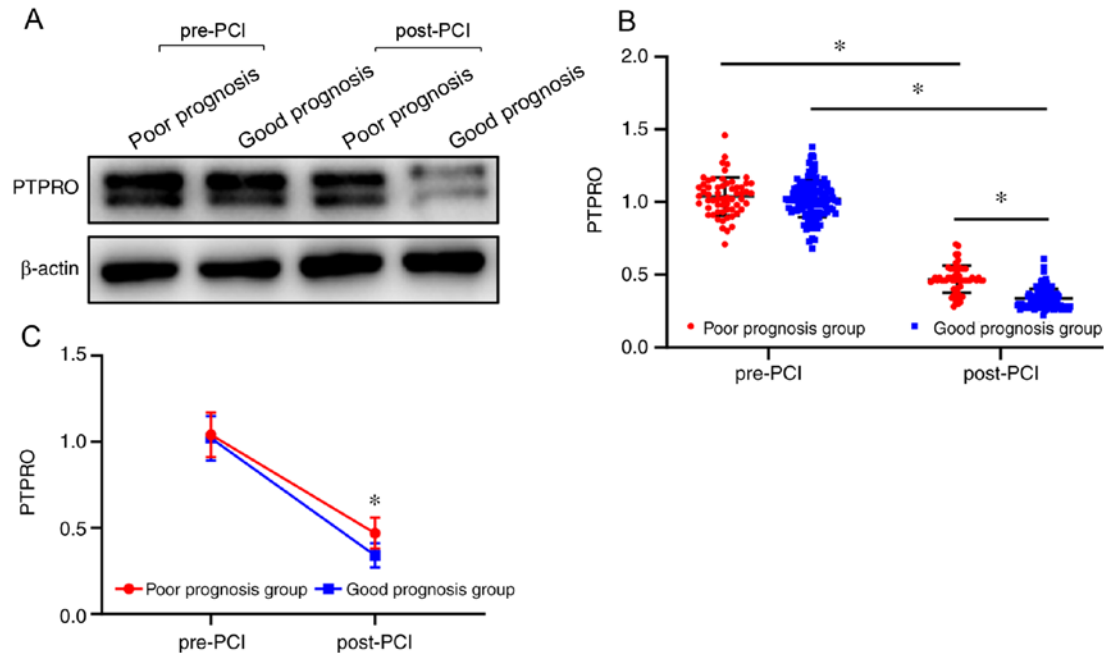 A
pre-PCI
post-PCI
Poor prognosis
Good prognosis
Poor prognosis
Good prognosis
PTPRO
β-actin
B
2.0
1.5
1.0
0.5
0.0
PTPRO
*
*
*
Poor prognosis group
Good prognosis group
pre-PCI
post-PCI
C
1.5
1.0
0.5
0.0
PTPRO
*
Poor prognosis group
Good prognosis group
pre-PCI
post-PCI